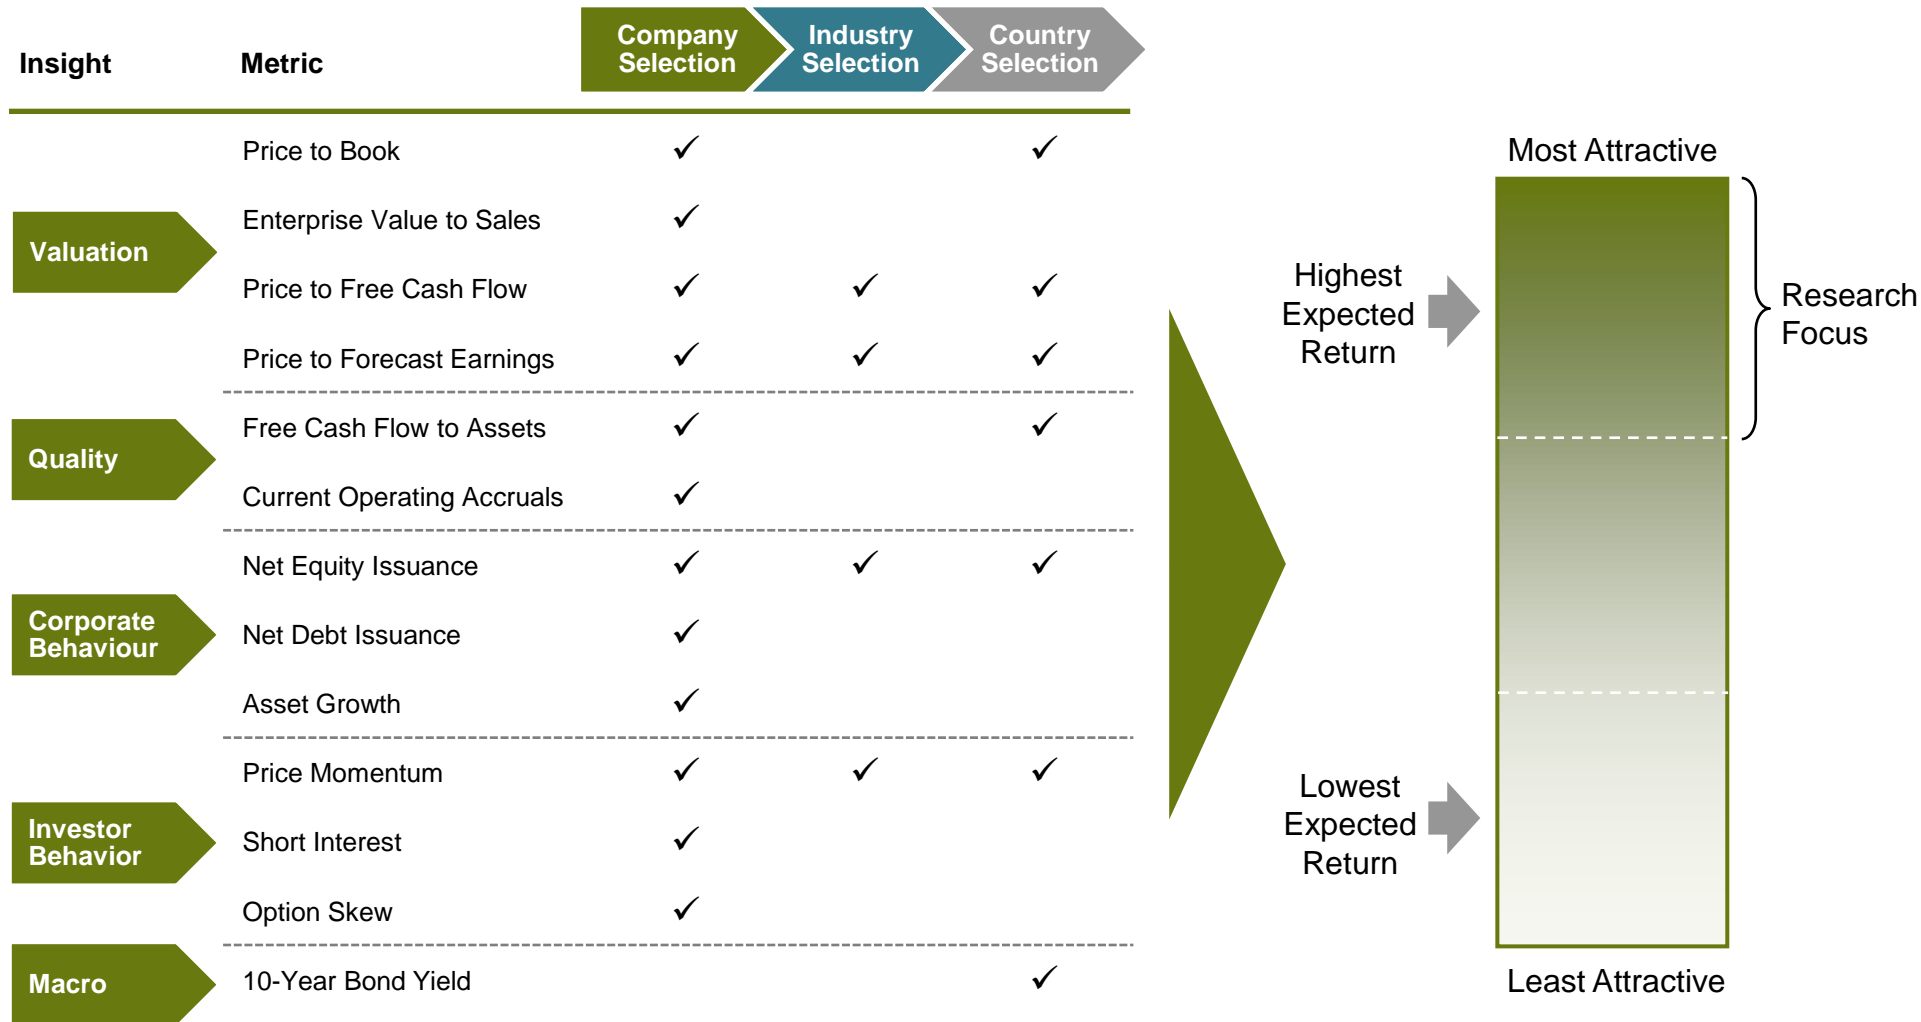 Insight
Metric
Company
Selection
Industry
Selection
Country
Selection
Valuation
Price to Book ✓ ✓
Enterprise Value to Sales ✓
Price to Free Cash Flow ✓ ✓ ✓
Price to Forecast Earnings ✓ ✓ ✓
Quality
Free Cash Flow to Assets ✓ ✓
Current Operating Accruals ✓
Corporate
Behaviour
Net Equity Issuance ✓ ✓ ✓
Net Debt Issuance ✓
Asset Growth ✓
Investor
Behavior
Price Momentum ✓ ✓ ✓
Short Interest ✓
Option Skew ✓
Macro
10-Year Bond Yield ✓
Most Attractive
Highest
Expected
Return
Research
Focus
Lowest
Expected
Return
Least Attractive